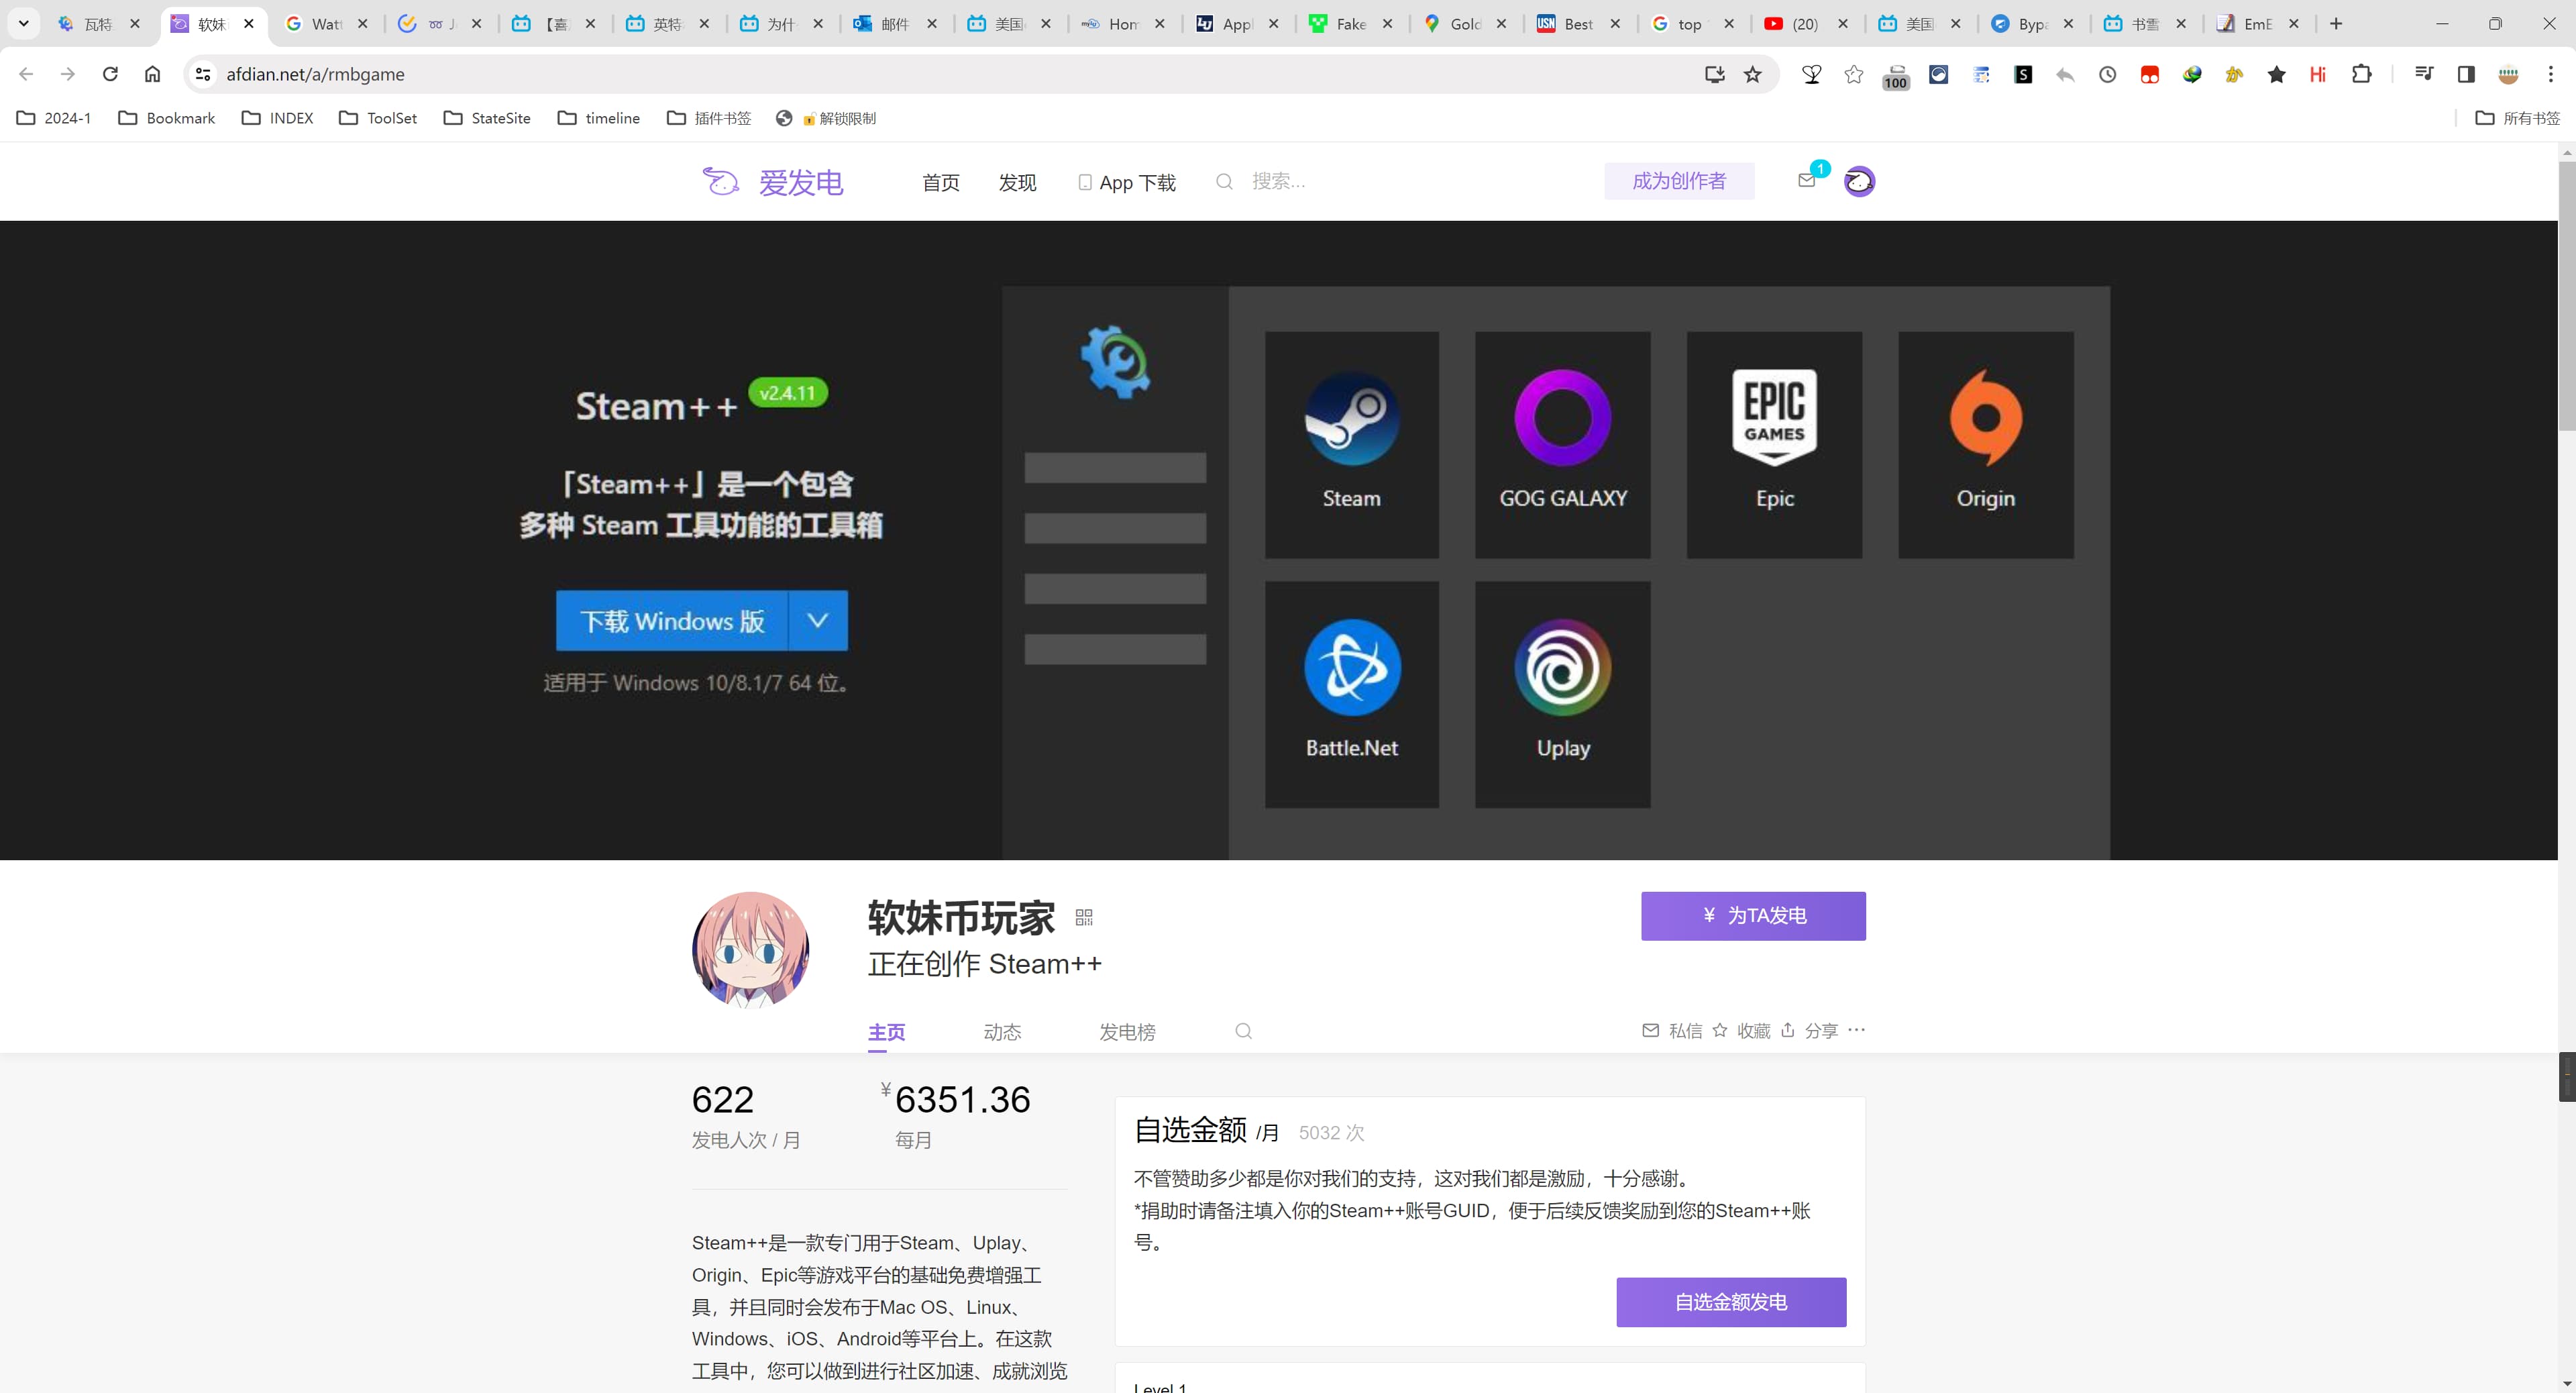 瓦特
软妹
Watt
J
【喜
英特
为什
邮件
美国
Hom
Appl
Fake
Gold
USN
Best
top
(20)
美国
Bypa
书雪
EmE
afdian.net/a/rmbgame
100
S
か
Hi
2024-1
Bookmark
INDEX
ToolSet
StateSite
timeline
插件书签
解锁限制
所有书签
爱发电
首页
发现
App 下载
搜索...
成为创作者
1
Steam++ v2.4.11
「Steam++」是一个包含
多种 Steam 工具功能的工具箱
下载 Windows 版
适用于 Windows 10/8.1/7 64 位。
Steam
GOG GALAXY
EPIC
GAMES
Epic
Origin
Battle.Net
Uplay
软妹币玩家
正在创作 Steam++
¥ 为TA发电
主页
动态
发电榜
私信
收藏
分享
622
发电人次 / 月
¥6351.36
每月
Steam++是一款专门用于Steam、Uplay、
Origin、Epic等游戏平台的基础免费增强工
具，并且同时会发布于Mac OS、Linux、
Windows、iOS、Android等平台上。在这款
工具中，您可以做到进行社区加速、成就浏览
自选金额 /月 5032 次
不管赞助多少都是你对我们的支持，这对我们都是激励，十分感谢。
*捐助时请备注填入你的Steam++账号GUID，便于后续反馈奖励到您的Steam++账
号。
自选金额发电
Level 1